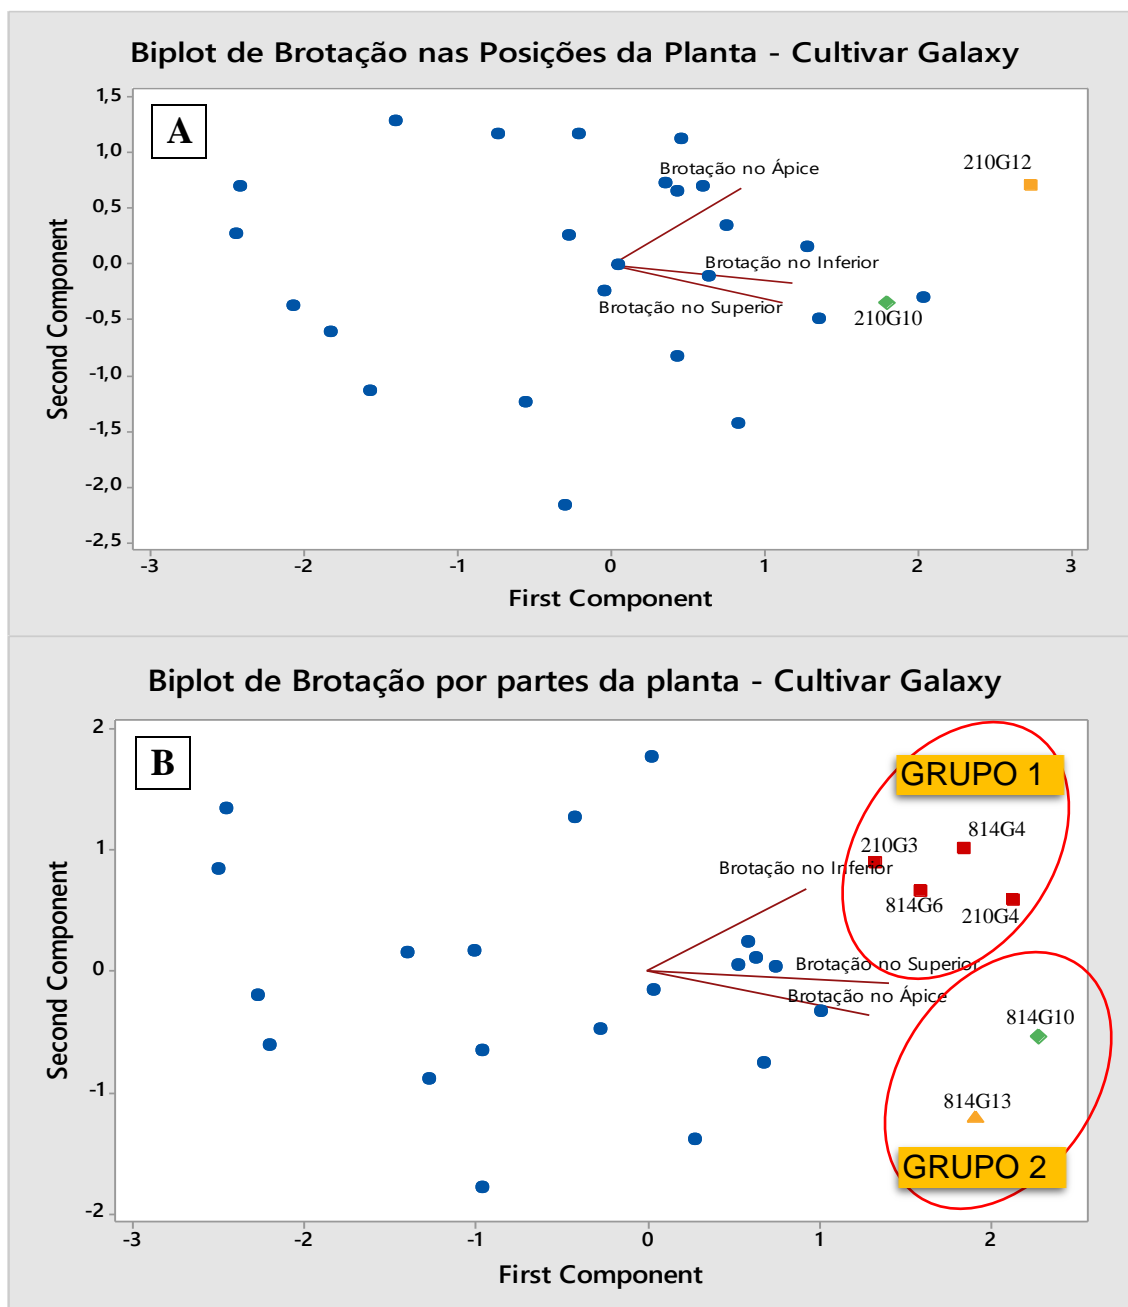 Biplot de Brotação nas Posições da Planta - Cultivar Galaxy
A
1,5
1,0
0,5
0,0
-0,5
-1,0
-1,5
-2,0
-2,5
Second Component
Brotação no Ápice
210G12
Brotação no Inferior
Brotação no Superior
210G10
-3
-2
-1
0
1
2
3
First Component
Biplot de Brotação por partes da planta - Cultivar Galaxy
B
2
1
0
-1
-2
Second Component
GRUPO 1
210G3
814G4
Brotação no Inferior
814G6
210G4
Brotação no Superior
Brotação no Ápice
814G10
814G13
GRUPO 2
-3
-2
-1
0
1
2
First Component